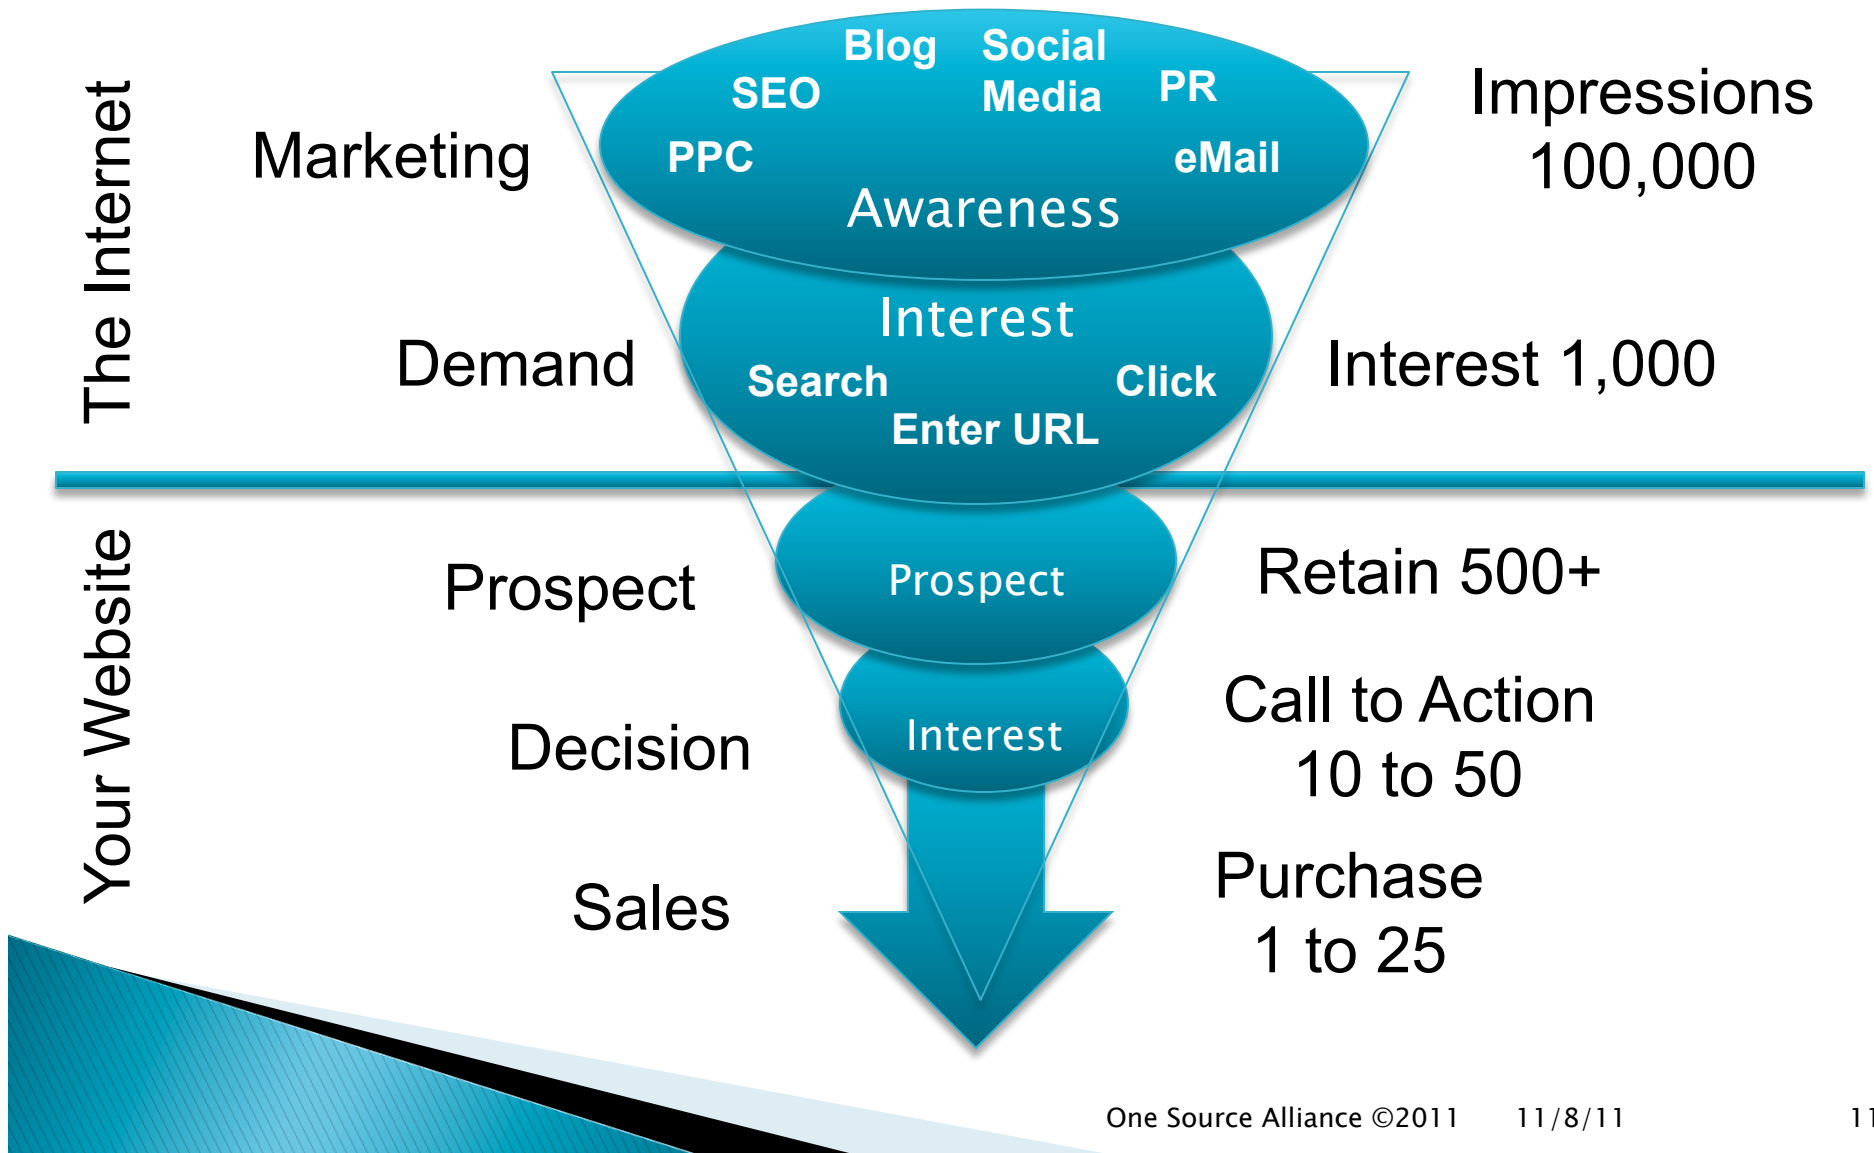 The Internet
Marketing
Blog
Social
Media
SEO
PR
PPC
eMail
Awareness
Impressions
100,000
Demand
Interest
Search
Click
Enter URL
Interest 1,000
Your Website
Prospect
Prospect
Retain 500+
Decision
Interest
Call to Action
10 to 50
Sales
Purchase
1 to 25
One Source Alliance ©2011 11/8/11 11